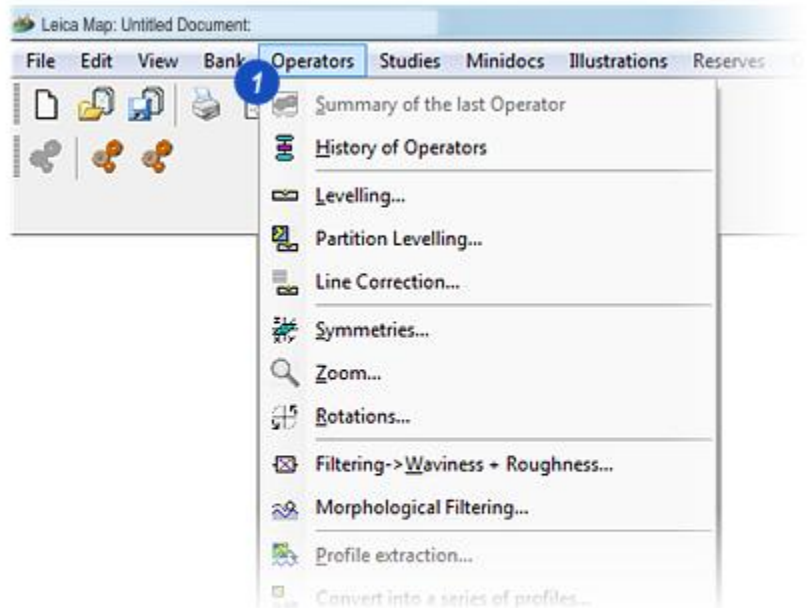 Leica Map: Untitled Document:
File Edit View Bank Operators Studies Minidocs Illustrations Reserves
1
Summary of the last Operator
History of Operators
Levelling...
Partition Levelling...
Line Correction...
Symmetries...
Zoom...
Rotations...
Filtering->Waviness + Roughness...
Morphological Filtering...
Profile extraction...
Convert into a series of profiles...